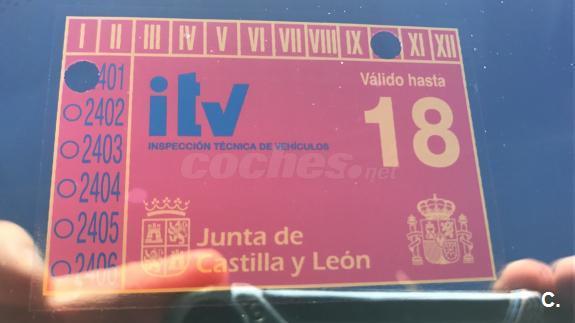 I II III IV V VI VII VIII IX XI XII
401
2402
2403
2404
2405
2406
itv
INSPECCIÓN TÉCNICA DE VEHÍCULOS
Válido hasta
18
coches.net
Junta de
Castilla y León
C.